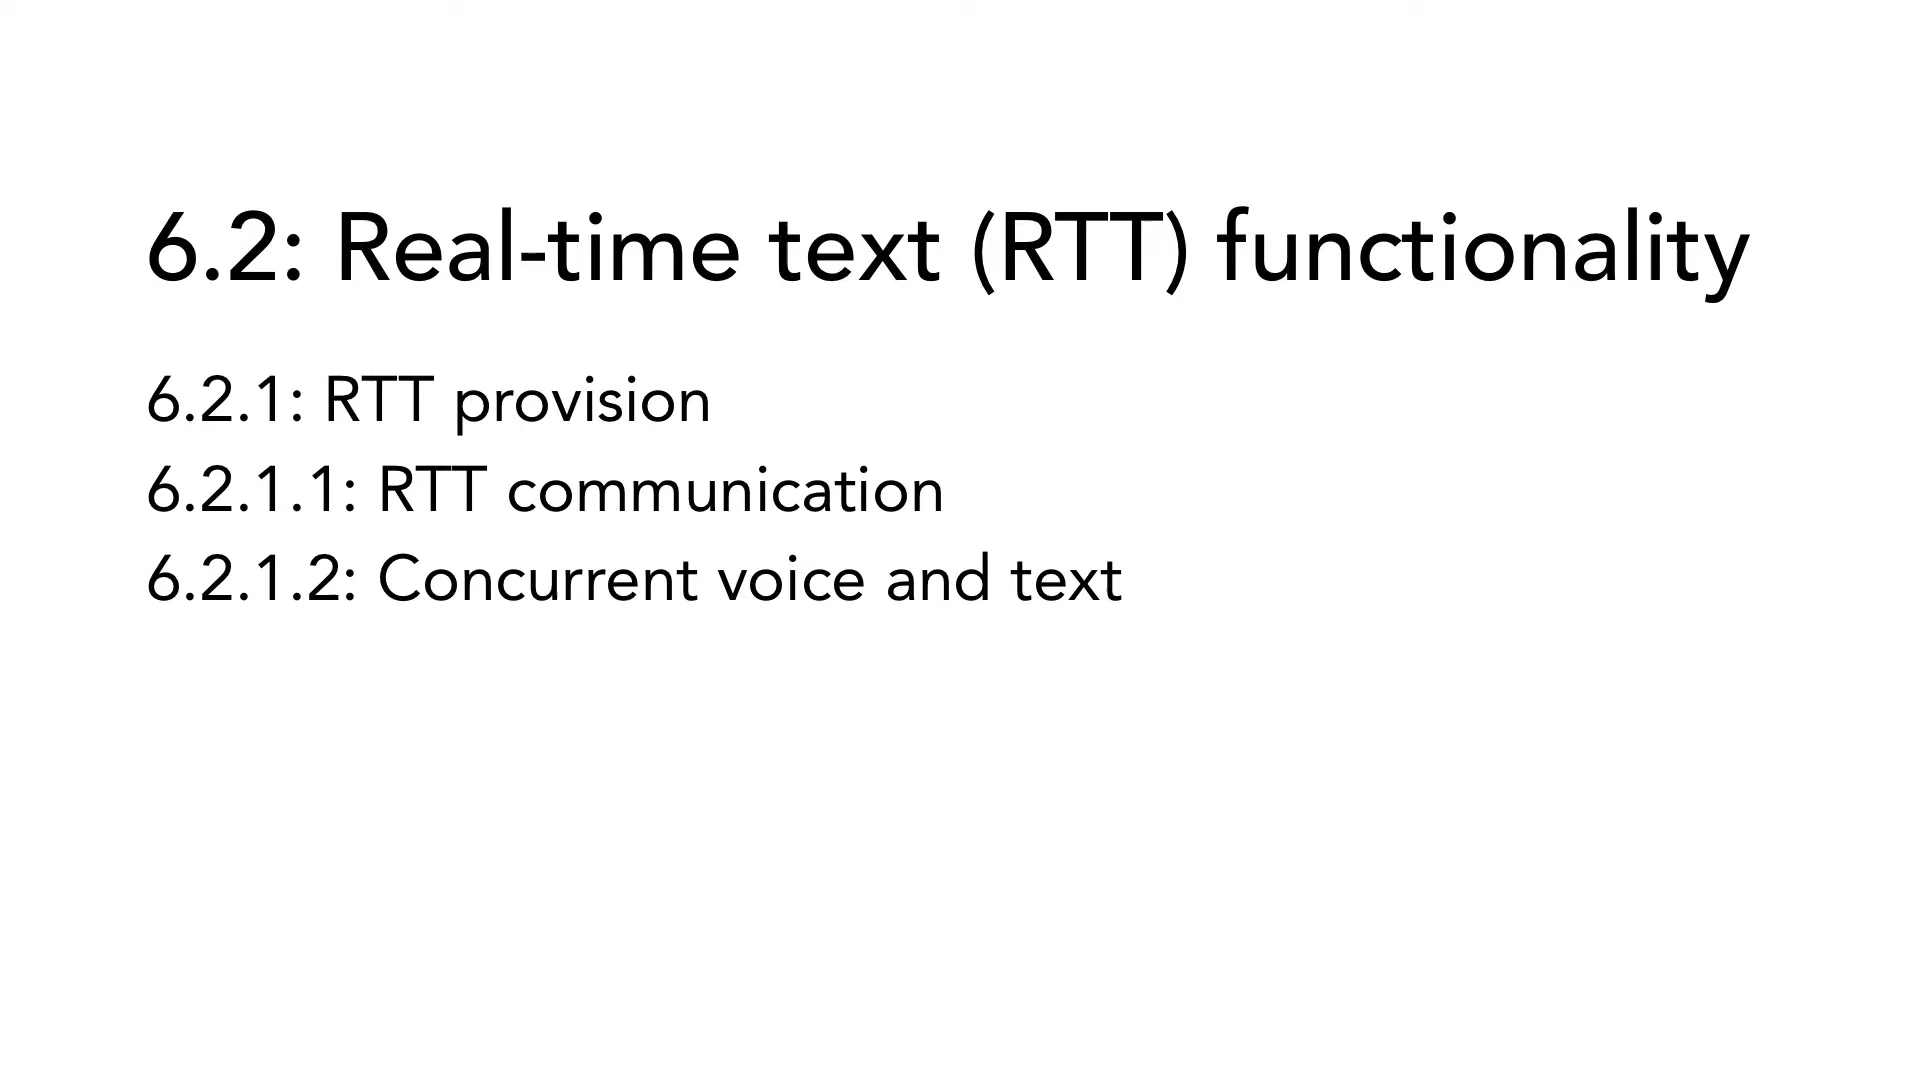 6.2: Real-time text (RTT) functionality
6.2.1: RTT provision
6.2.1.1: RTT communication
6.2.1.2: Concurrent voice and text